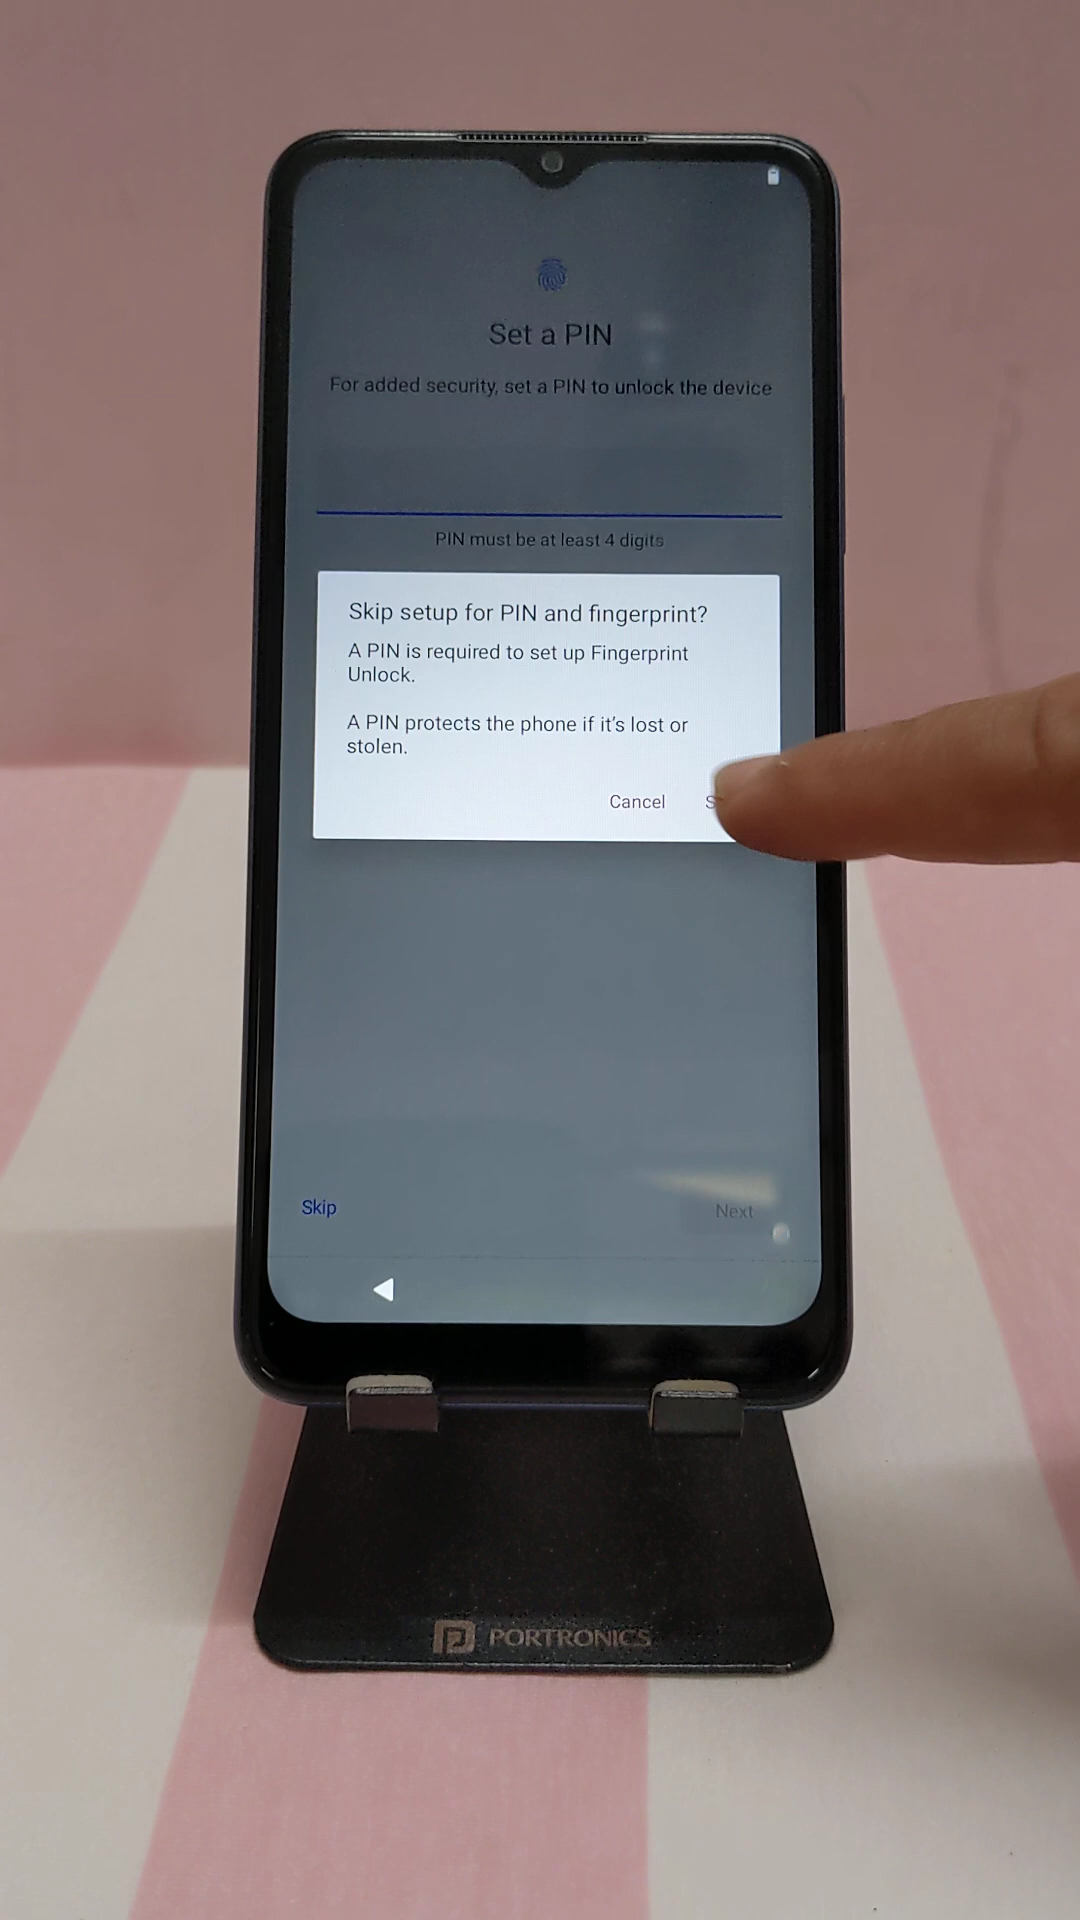 Set a PIN
For added security, set a PIN to unlock the device
PIN must be at least 4 digits
Skip setup for PIN and fingerprint?
A PIN is required to set up Fingerprint
Unlock.
A PIN protects the phone if it's lost or
stolen.
Cancel
Skip
Next
PORTRONICS